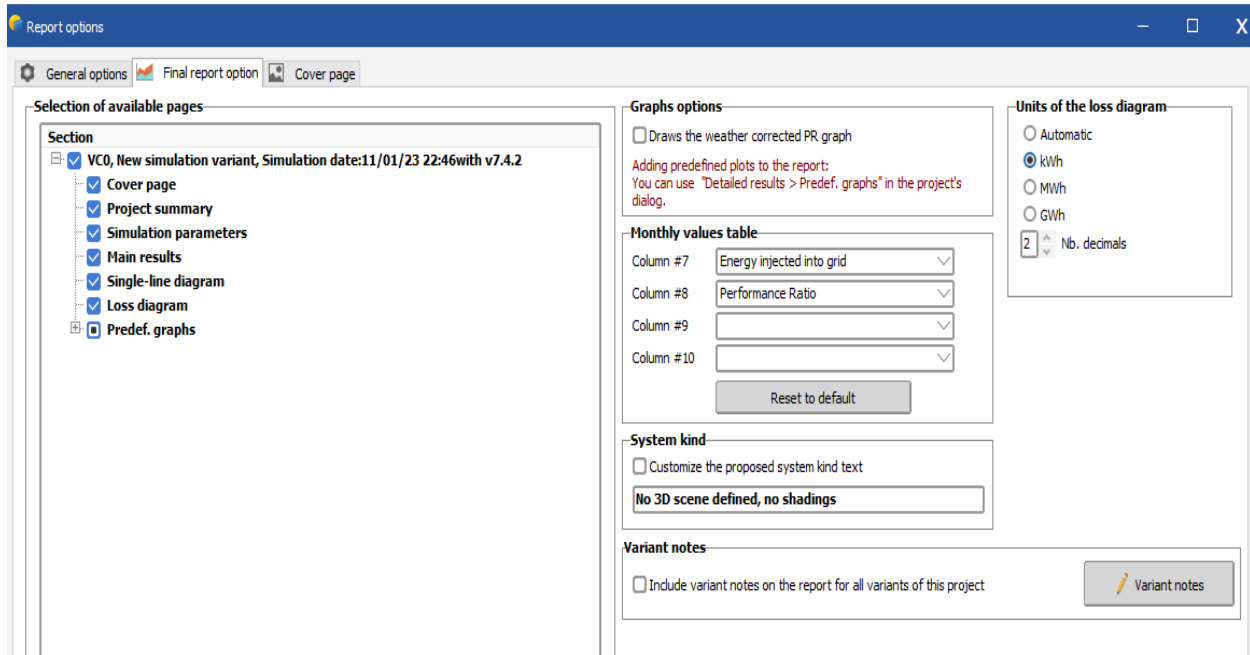 Report options
General options
Final report option
Cover page
Selection of available pages
Section
VC0, New simulation variant, Simulation date:11/01/23 22:46with v7.4.2
Cover page
Project summary
Simulation parameters
Main results
Single-line diagram
Loss diagram
Predef. graphs
Graphs options
Draws the weather corrected PR graph
Adding predefined plots to the report:
You can use "Detailed results > Predef. graphs" in the project's
dialog.
Monthly values table
Column #7 Energy injected into grid
Column #8 Performance Ratio
Column #9
Column #10
Reset to default
System kind
Customize the proposed system kind text
No 3D scene defined, no shadings
Variant notes
Include variant notes on the report for all variants of this project
Variant notes
Units of the loss diagram
Automatic
kWh
MWh
GWh
2 Nb. decimals